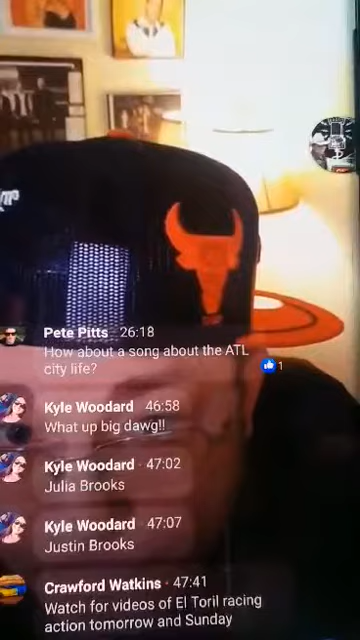 Pete Pitts · 26:18
How about a song about the ATL
city life?
1
Kyle Woodard · 46:58
What up big dawg!!
Kyle Woodard · 47:02
Julia Brooks
Kyle Woodard · 47:07
Justin Brooks
Crawford Watkins · 47:41
Watch for videos of El Toril racing
action tomorrow and Sunday